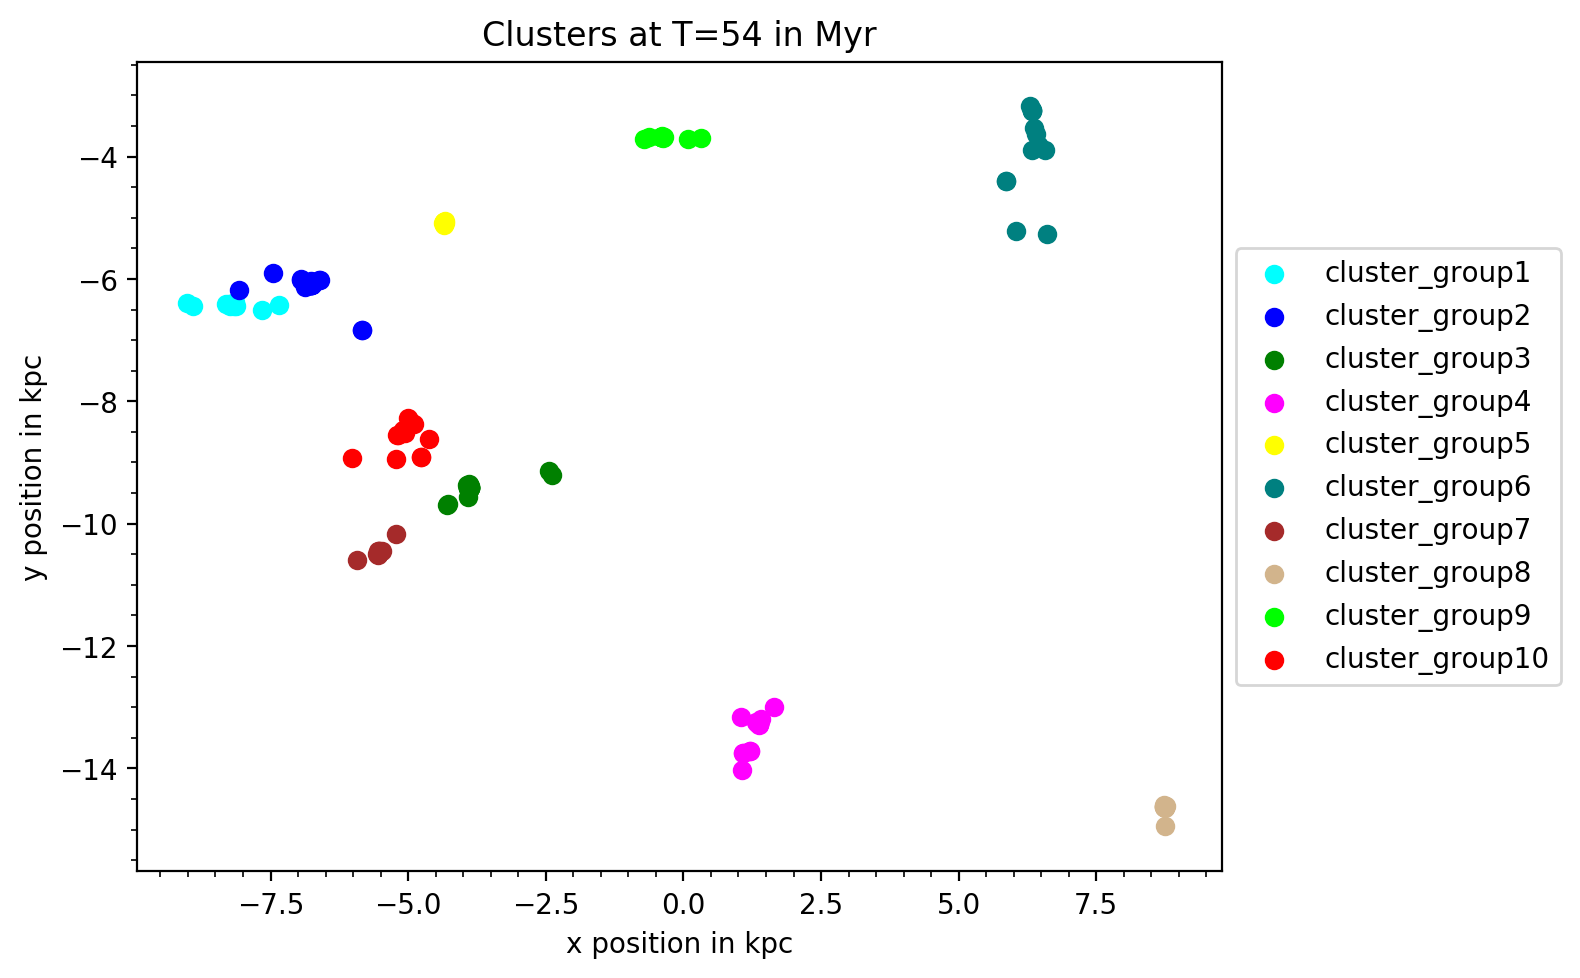 Clusters at T=54 in Myr
−4
−6
−8
−10
−12
−14
y position in kpc
−7.5
−5.0
−2.5
0.0
2.5
5.0
7.5
x position in kpc
cluster_group1
cluster_group2
cluster_group3
cluster_group4
cluster_group5
cluster_group6
cluster_group7
cluster_group8
cluster_group9
cluster_group10